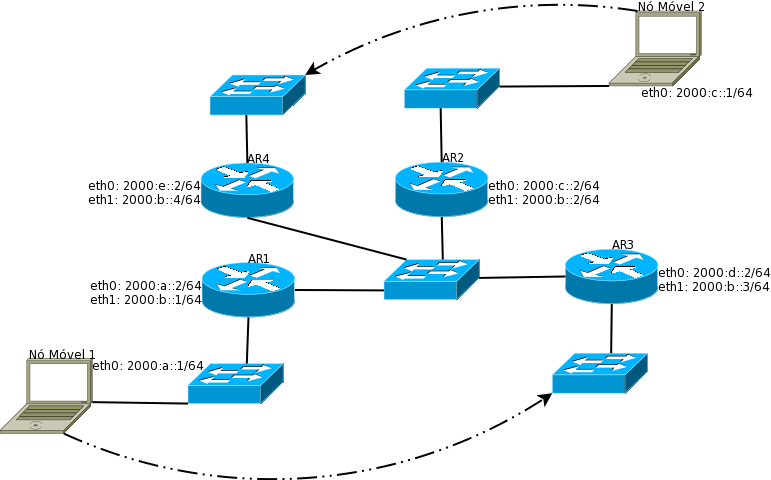 Nó Móvel 2
eth0: 2000:c::1/64
AR4
eth0: 2000:e::2/64
eth1: 2000:b::4/64
AR2
eth0: 2000:c::2/64
eth1: 2000:b::2/64
AR1
eth0: 2000:a::2/64
eth1: 2000:b::1/64
AR3
eth0: 2000:d::2/64
eth1: 2000:b::3/64
Nó Móvel 1
eth0: 2000:a::1/64